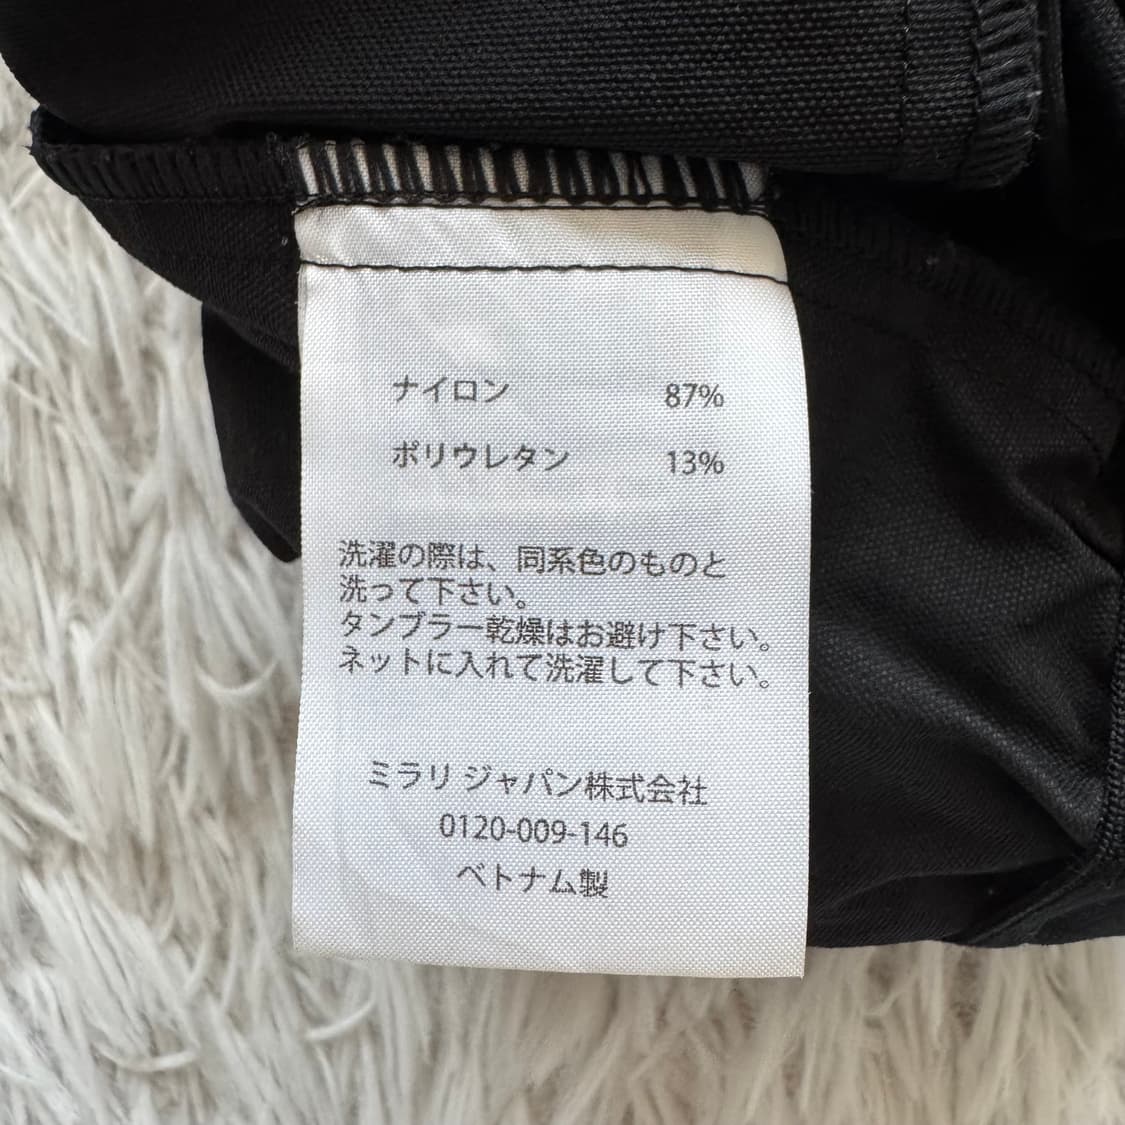 ナイロン 87%
ポリウレタン 13%
洗濯の際は、同系色のものと
洗って下さい。
タンブラー乾燥はお避け下さい。
ネットに入れて洗濯して下さい。
ミラリ ジャパン株式会社
0120-009-146
ベトナム製